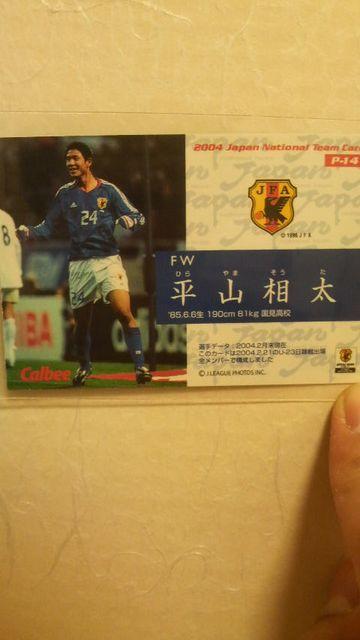 2004 Japan National Team Card
P-14
JFA
© 1996 J F A
FW
ひら やま そう た
平山相太
'85.6.6生 190cm 81kg 国見高校
選手データ：2004.2月末現在
このカードは2004.2.21のU-23日韓戦出場
全メンバーで構成しました
©J.LEAGUE PHOTOS INC.
24
24
8
Calbee